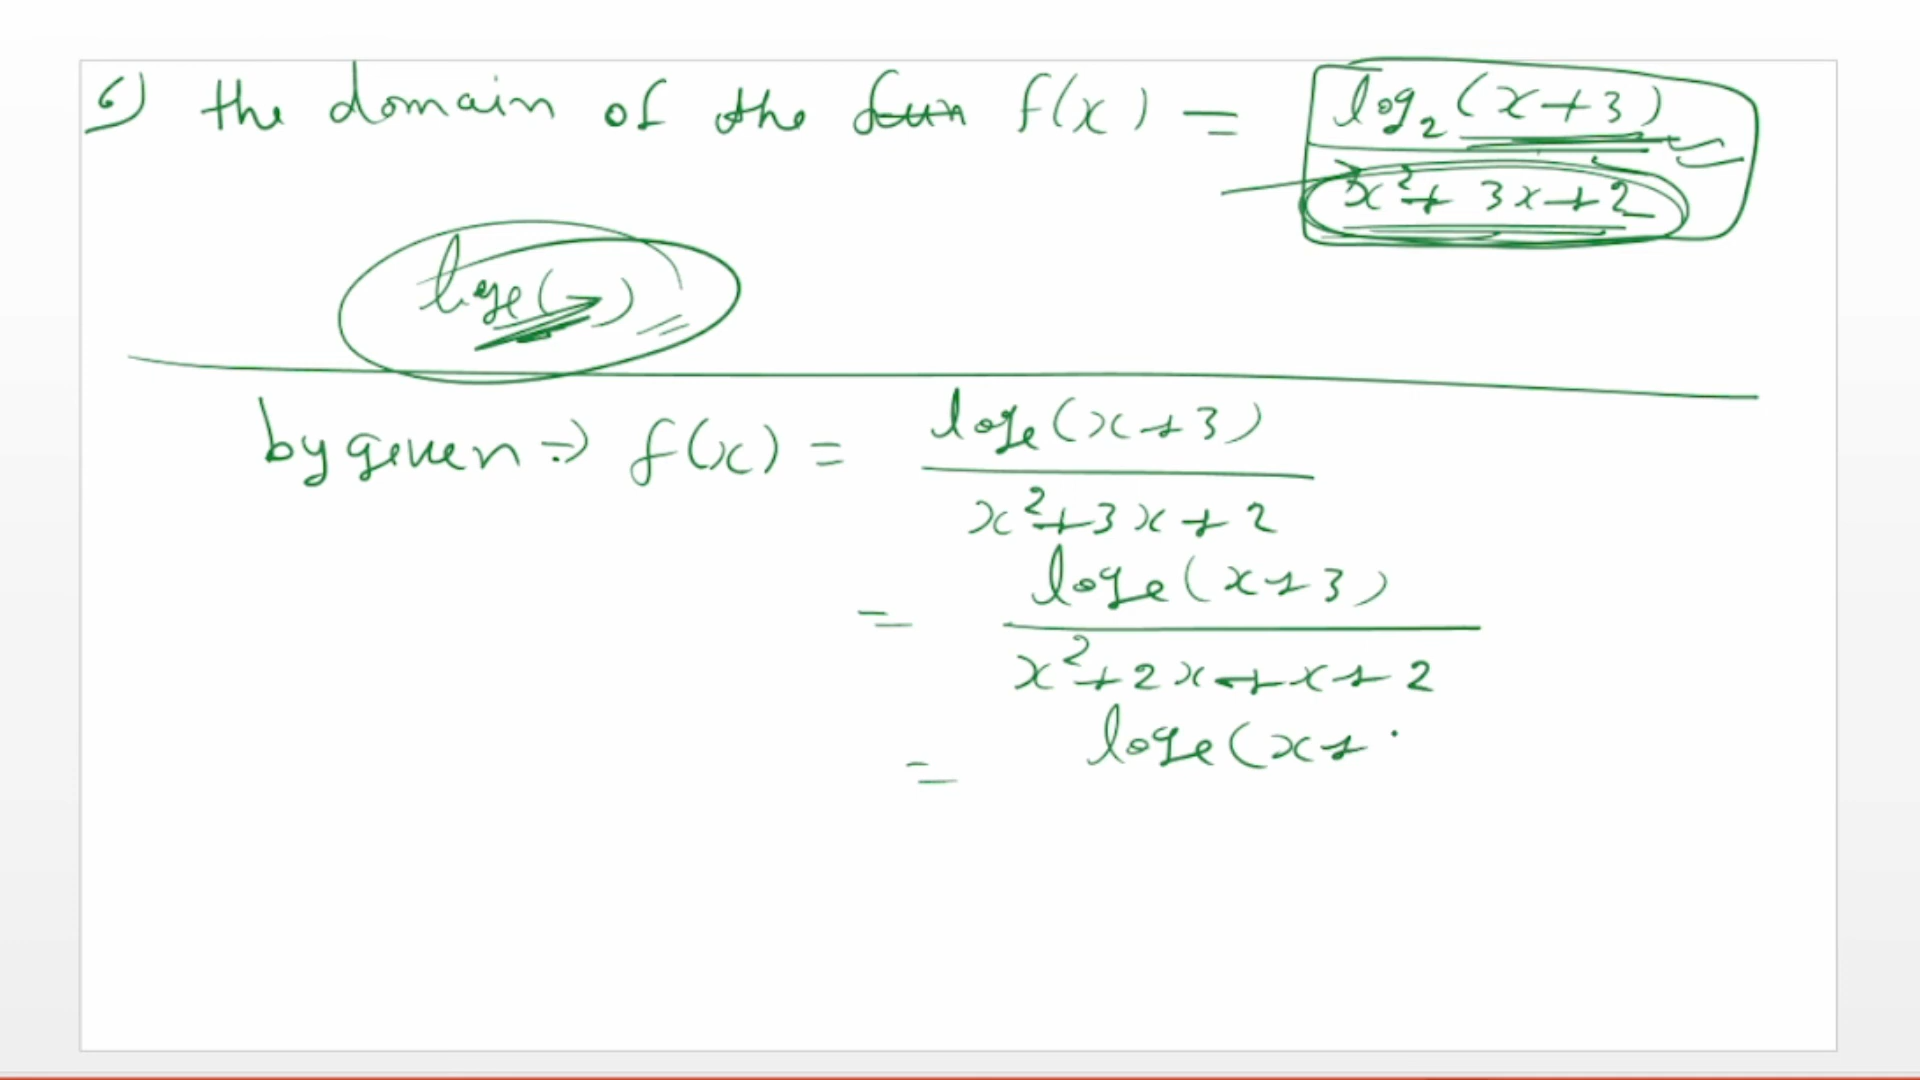 6) the domain of the fun f(x) = log₂(x+3)
x²+3x+2
loge( )
by given ⇒ f(x) = loge(x+3)
x²+3x+2
= loge(x+3)
x²+2x+x+2
= loge(x+